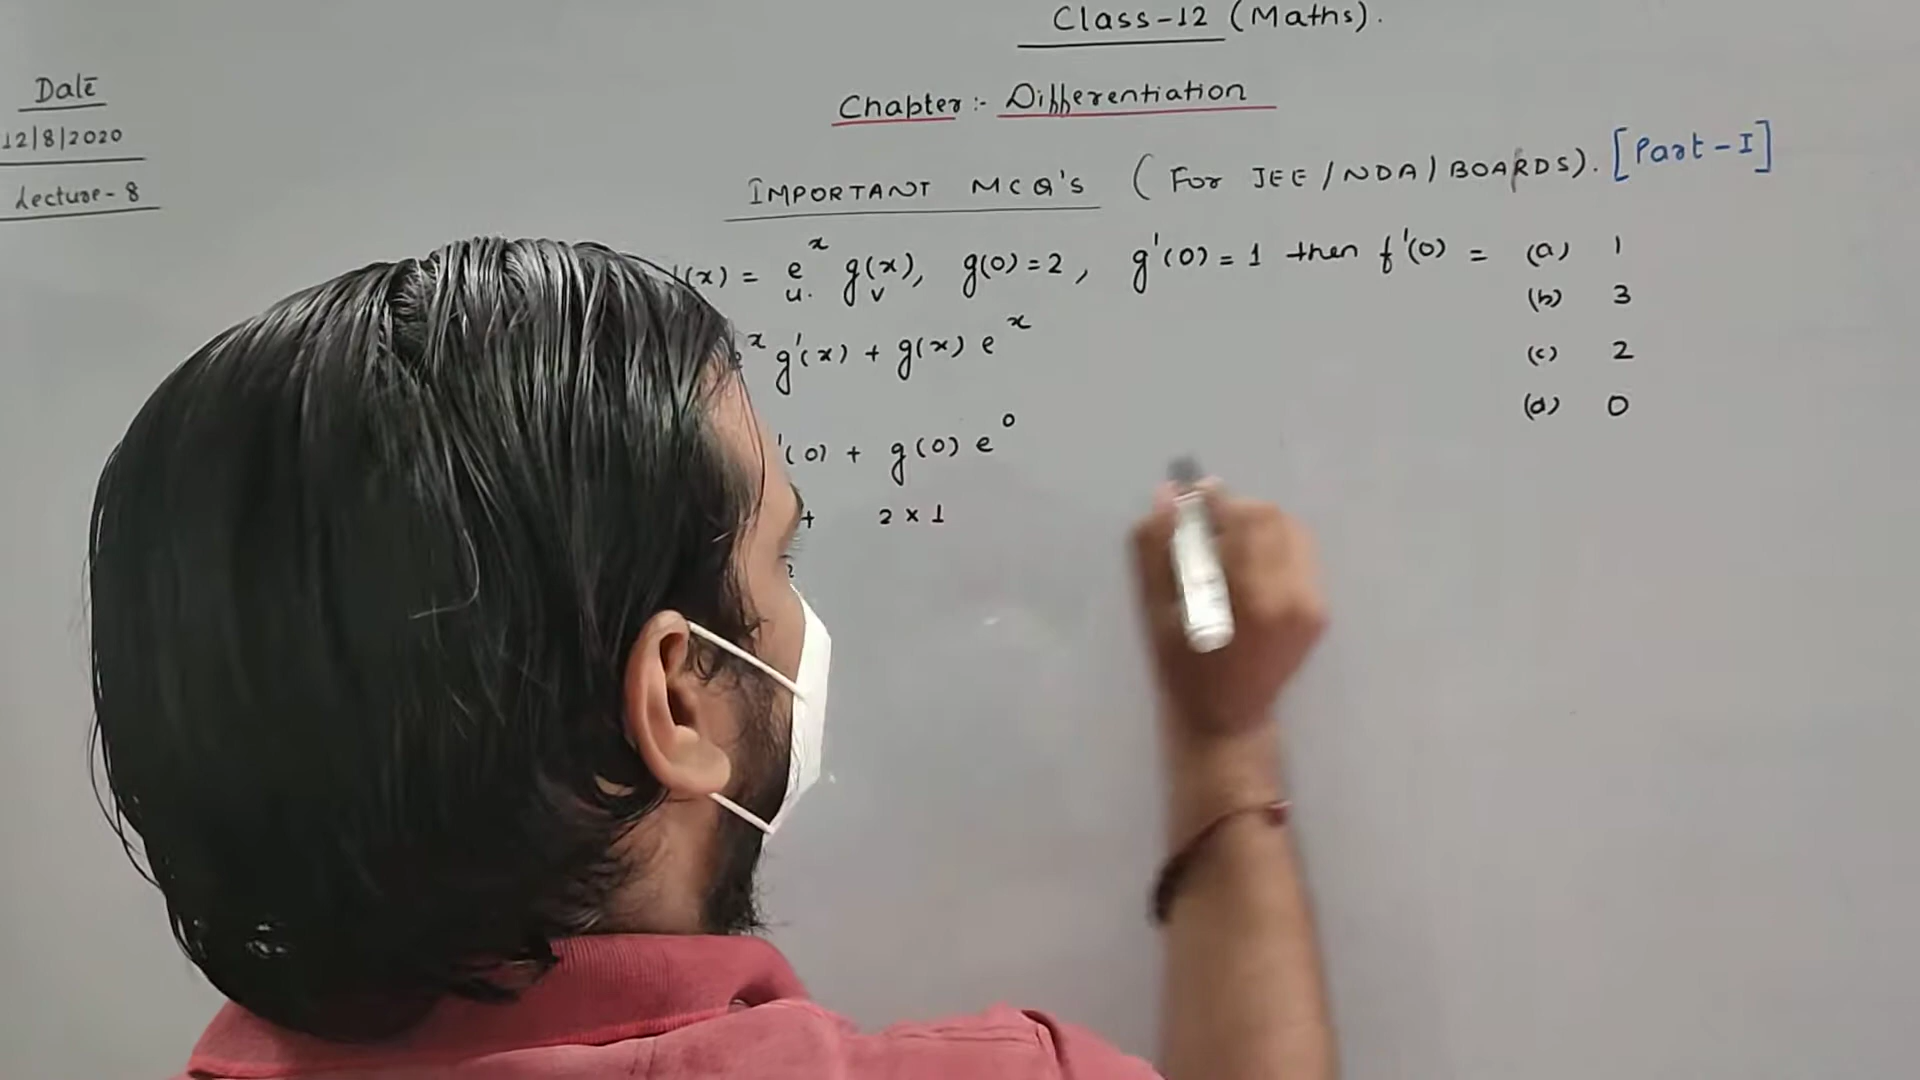 Class-12 (Maths).
Date
12/8/2020
Lecture-8
Chapter :- Differentiation
IMPORTANT MCQ'S (For JEE/NDA/BOARDS). [Part-I]
(x) = e^x g(x), g(0)=2, g'(0)=1 then f'(0) = (a) 1
u. v
(b) 3
x g'(x) + g(x) e^x
(c) 2
(d) 0
'(0) + g(0) e^0
+ 2 × 1